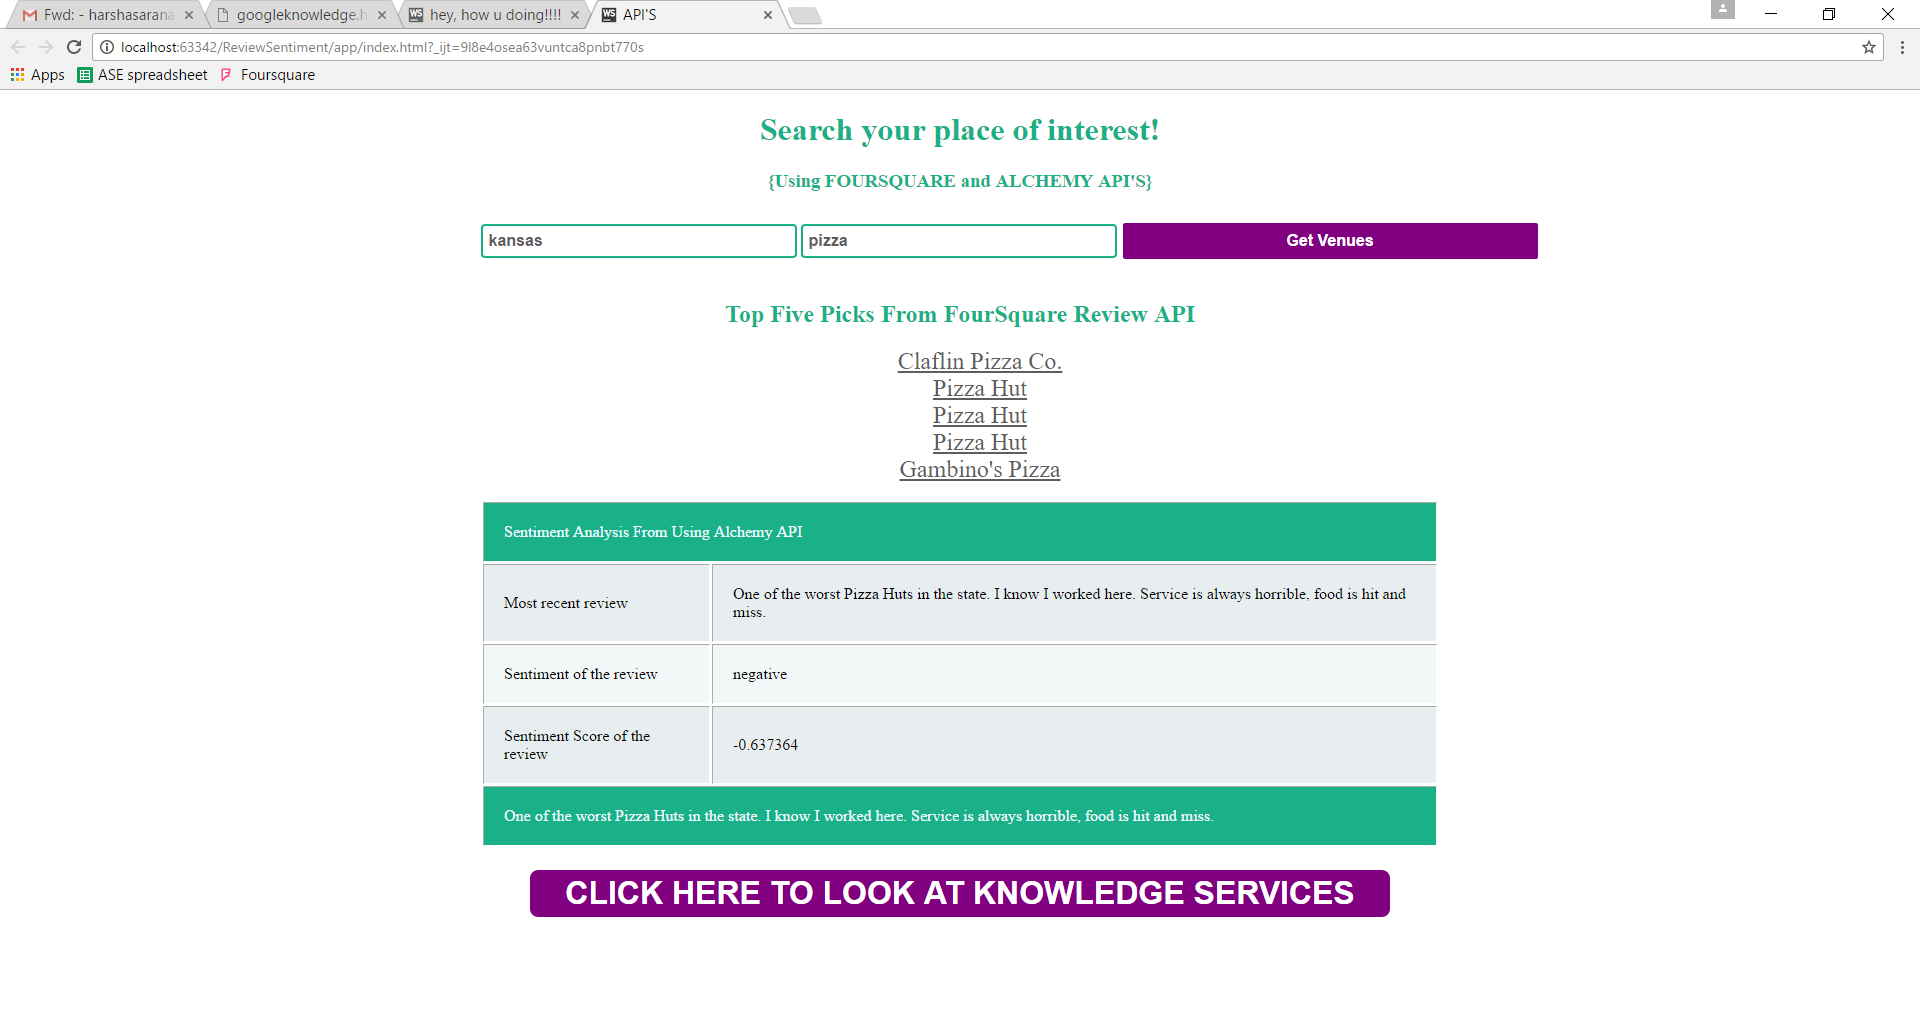 Fwd: - harshasarana
googleknowledge.h
WS hey, how u doing!!!!
WS API'S
localhost:63342/ReviewSentiment/app/index.html?_ijt=9l8e4osea63vuntca8pnbt770s
Apps
ASE spreadsheet
Foursquare
Search your place of interest!
{Using FOURSQUARE and ALCHEMY API'S}
kansas
pizza
Get Venues
Top Five Picks From FourSquare Review API
Claflin Pizza Co.
Pizza Hut
Pizza Hut
Pizza Hut
Gambino's Pizza
Sentiment Analysis From Using Alchemy API
Most recent review
One of the worst Pizza Huts in the state. I know I worked here. Service is always horrible, food is hit and
miss.
Sentiment of the review
negative
Sentiment Score of the
review
-0.637364
One of the worst Pizza Huts in the state. I know I worked here. Service is always horrible, food is hit and miss.
CLICK HERE TO LOOK AT KNOWLEDGE SERVICES